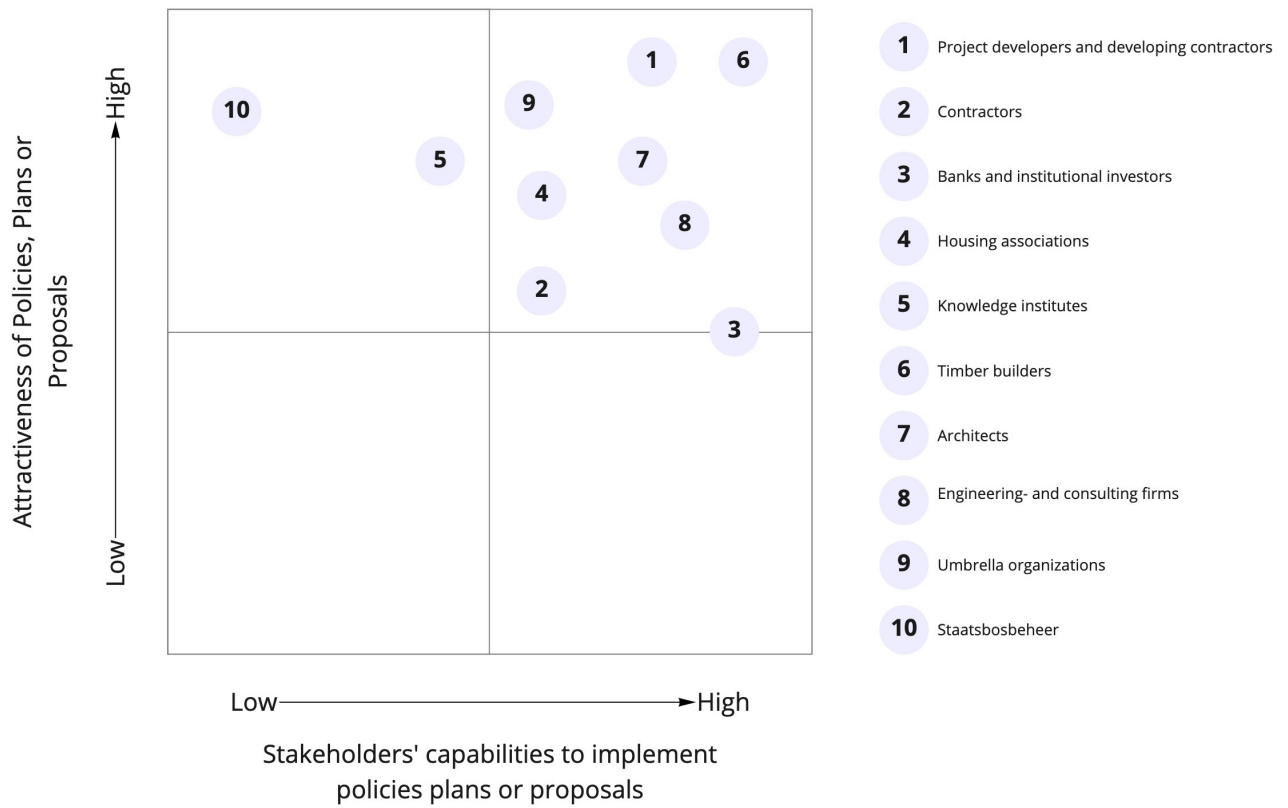 Attractiveness of Policies, Plans or
Proposals
High
Low
10
5
9
1
6
4
7
8
2
3
Low
High
Stakeholders' capabilities to implement
policies plans or proposals
1 Project developers and developing contractors
2 Contractors
3 Banks and institutional investors
4 Housing associations
5 Knowledge institutes
6 Timber builders
7 Architects
8 Engineering- and consulting firms
9 Umbrella organizations
10 Staatsbosbeheer